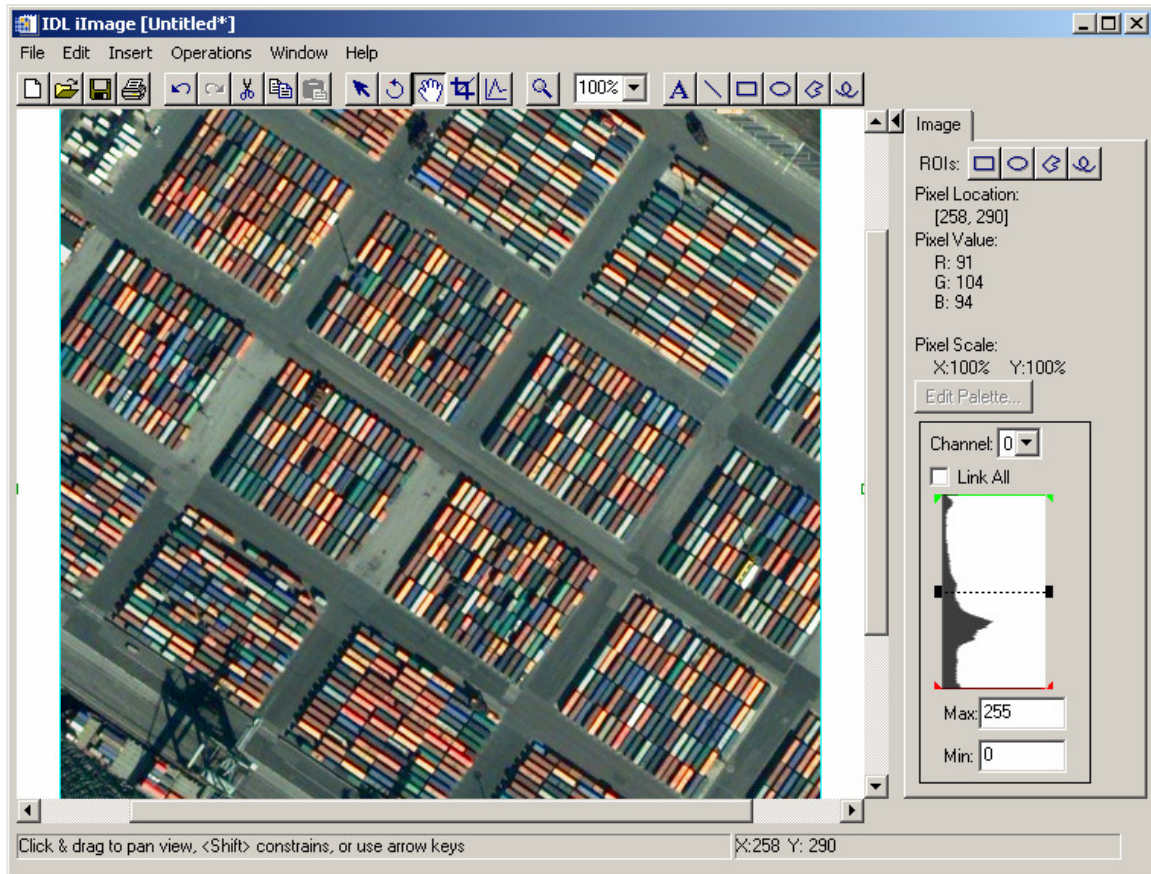 IDL iImage [Untitled*]
File Edit Insert Operations Window Help
100% A
Image
ROIs:
Pixel Location:
[258, 290]
Pixel Value:
R: 91
G: 104
B: 94
Pixel Scale:
X:100% Y:100%
Edit Palette...
Channel: 0
Link All
Max: 255
Min: 0
Click & drag to pan view, <Shift> constrains, or use arrow keys X:258 Y: 290